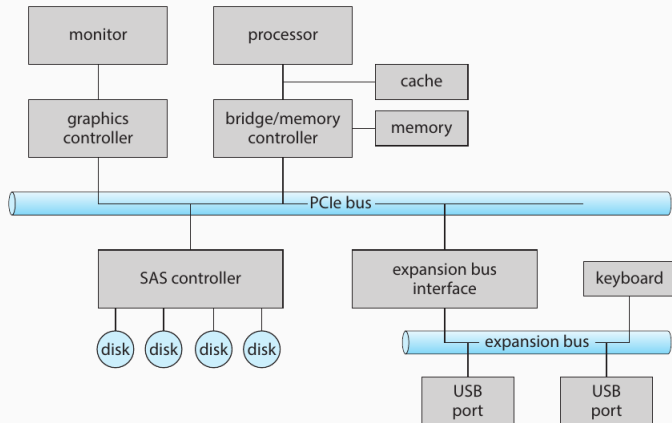 monitor
processor
cache
graphics
controller
bridge/memory
controller
memory
PCIe bus
SAS controller
expansion bus
interface
keyboard
disk
disk
disk
disk
expansion bus
USB
port
USB
port